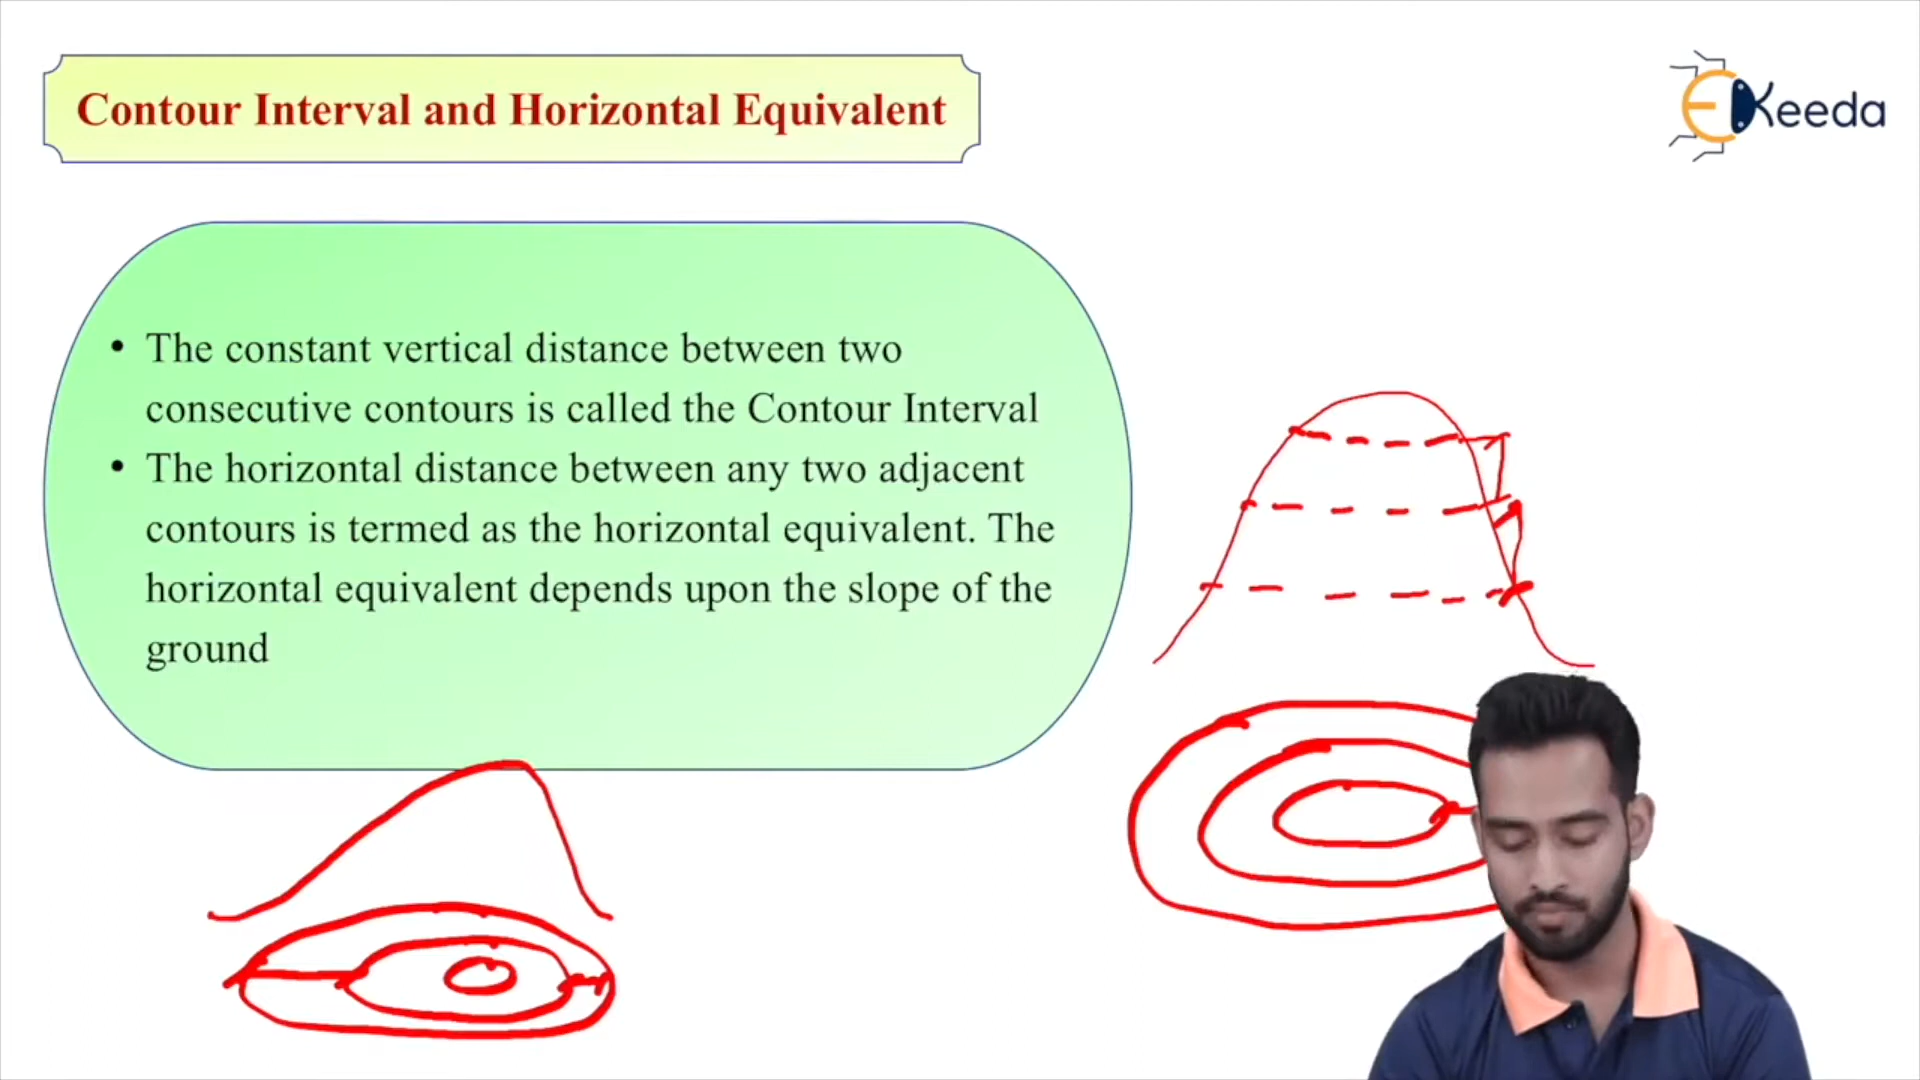 Contour Interval and Horizontal Equivalent
EKeeda
• The constant vertical distance between two
consecutive contours is called the Contour Interval
• The horizontal distance between any two adjacent
contours is termed as the horizontal equivalent. The
horizontal equivalent depends upon the slope of the
ground